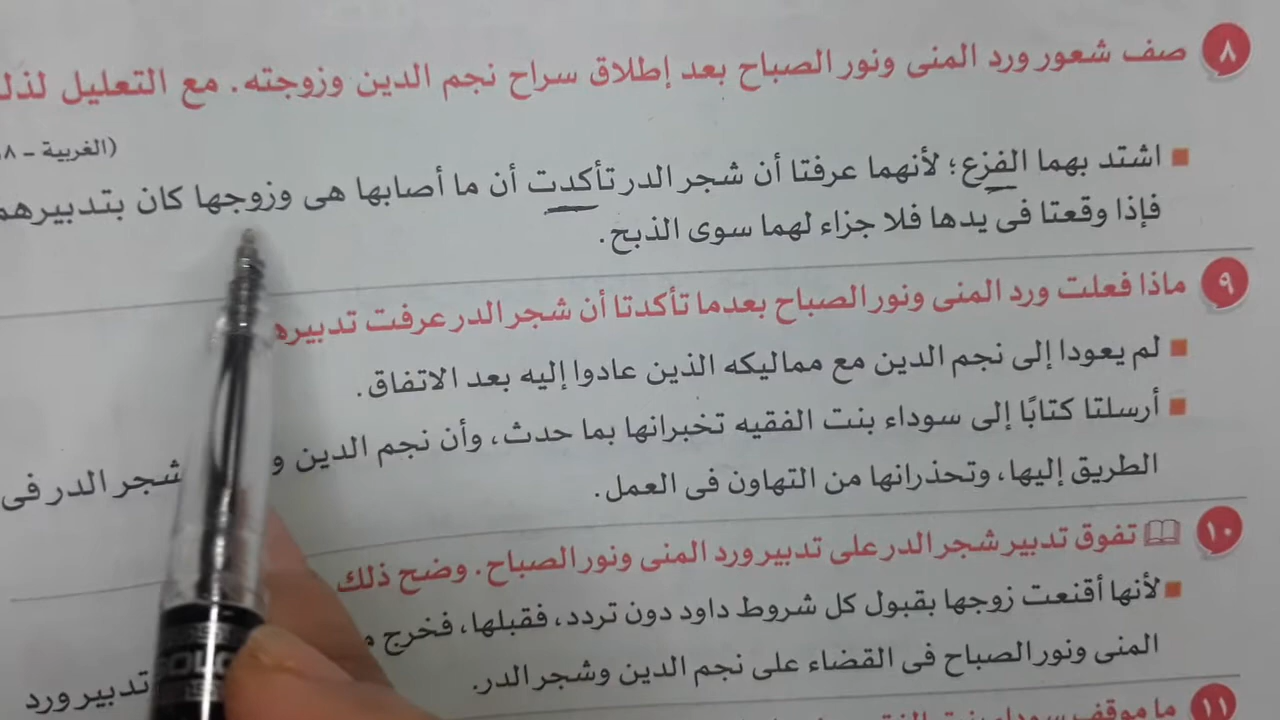 ٨ صف شعور ورد المنى ونور الصباح بعد إطلاق سراح نجم الدين وزوجته. مع التعليل
(الغربية –
اشتد بهما الفزع؛ لأنهما عرفتا أن شجر الدر تأكدت أن ما أصابها هى وزوجها كان
فإذا وقعتا فى يدها فلا جزاء لهما سوى الذبح.
٩ ماذا فعلت ورد المنى ونور الصباح بعدما تأكدتا أن شجر الدر عرفت
لم يعودا إلى نجم الدين مع مماليكه الذين عادوا إليه بعد الاتفاق.
أرسلتا كتابًا إلى سوداء بنت الفقيه تخبرانها بما حدث، وأن نجم الدين و شجر الدر فى
الطريق إليها، وتحذرانها من التهاون فى العمل.
١٠ تفوق تدبير شجر الدر على تدبير ورد المنى ونور الصباح. وضح ذلك
لأنها أقنعت زوجها بقبول كل شروط داود دون تردد، فقبلها، فخرج تدبير ورد
المنى ونور الصباح فى القضاء على نجم الدين وشجر الدر.
١١ ما موقف سوداء بنت